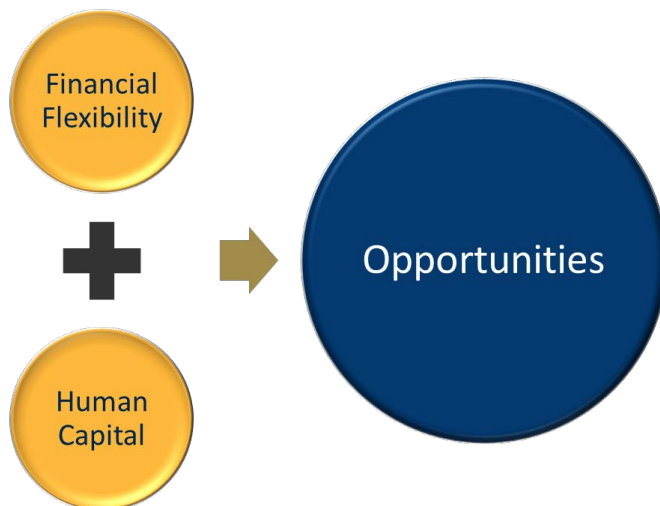 Financial
Flexibility
Human
Capital
Opportunities